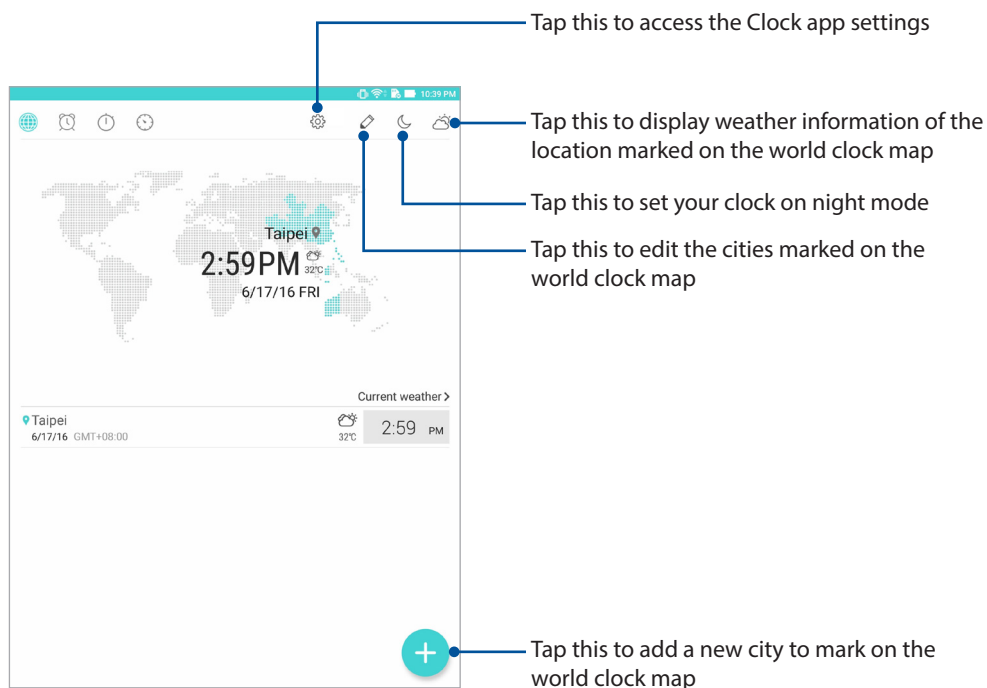 Tap this to access the Clock app settings
10:39 PM
Tap this to display weather information of the
location marked on the world clock map
Tap this to set your clock on night mode
Tap this to edit the cities marked on the
world clock map
Taipei
2:59PM
32°C
6/17/16 FRI
Current weather >
Taipei
6/17/16 GMT+08:00
32°C
2:59 PM
Tap this to add a new city to mark on the
world clock map